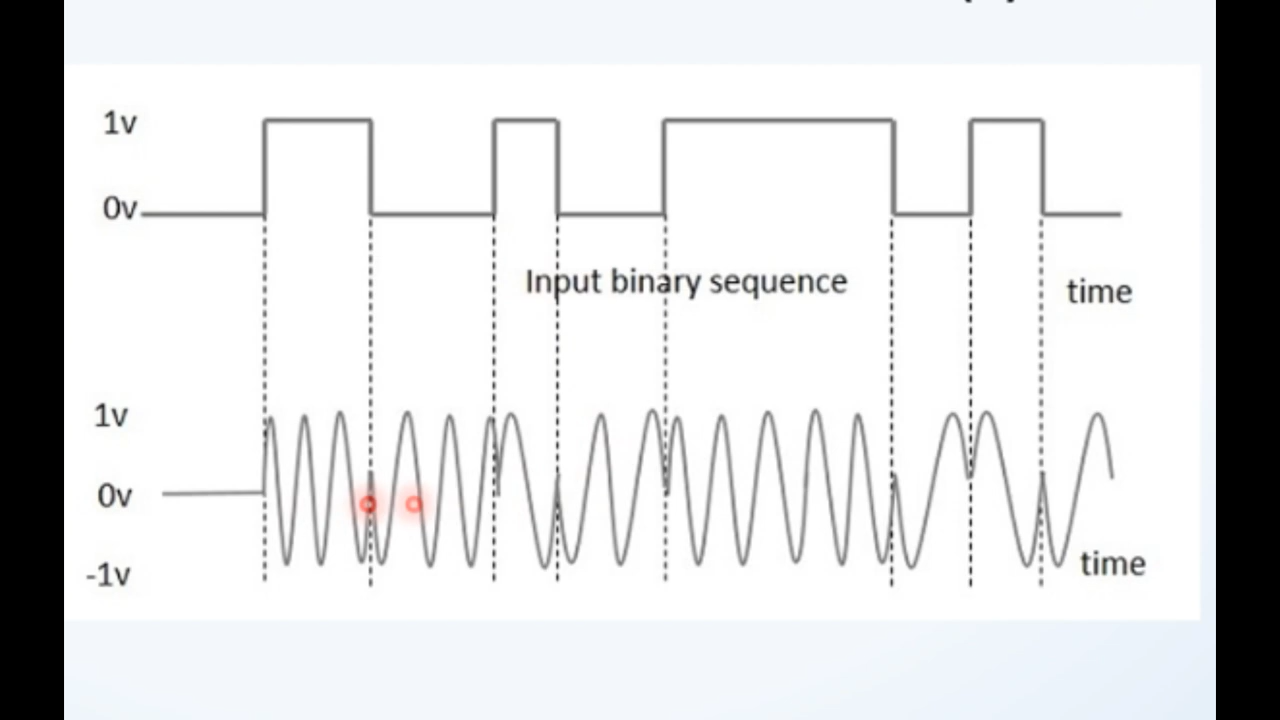 1v
0v
Input binary sequence
time
1v
0v
-1v
time